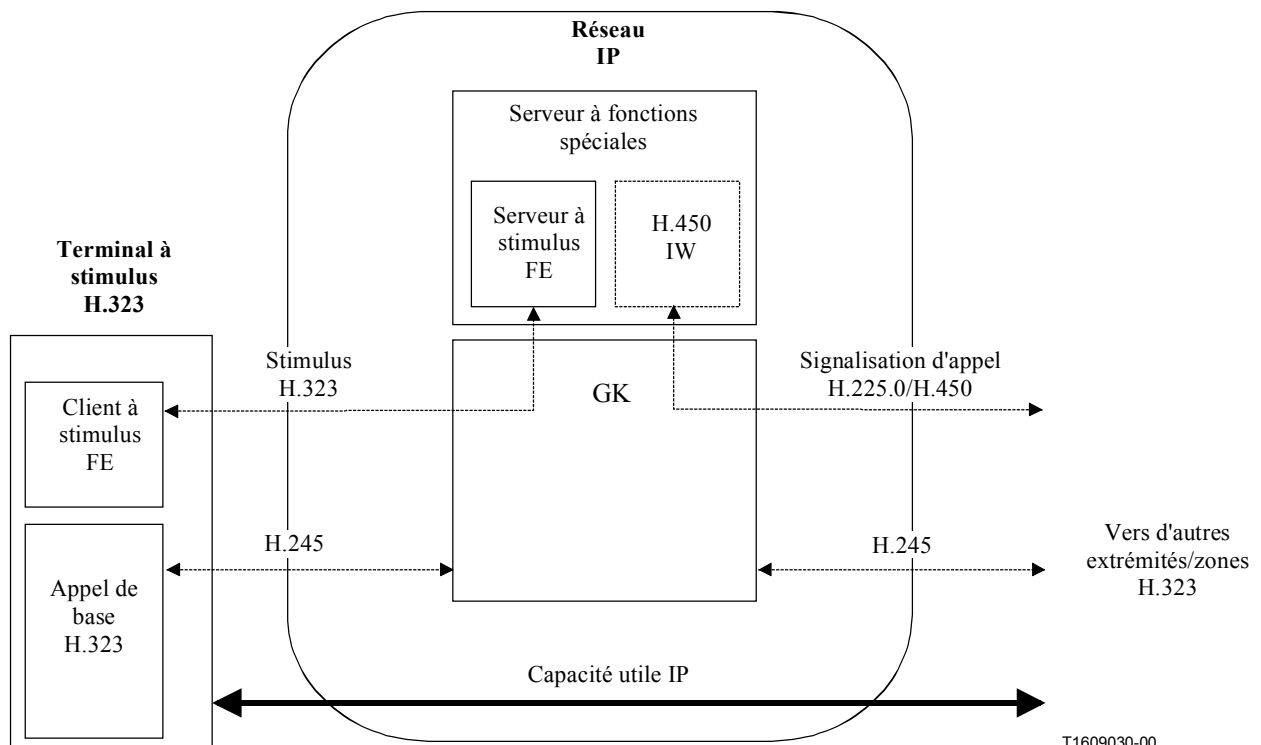 Réseau
IP
Serveur à fonctions
spéciales
Serveur à
stimulus
FE
H.450
IW
Terminal à
stimulus
H.323
Stimulus
H.323
GK
Signalisation d'appel
H.225.0/H.450
Client à
stimulus
FE
H.245
H.245
Vers d'autres
extrémités/zones
H.323
Appel de
base
H.323
Capacité utile IP
T1609030-00